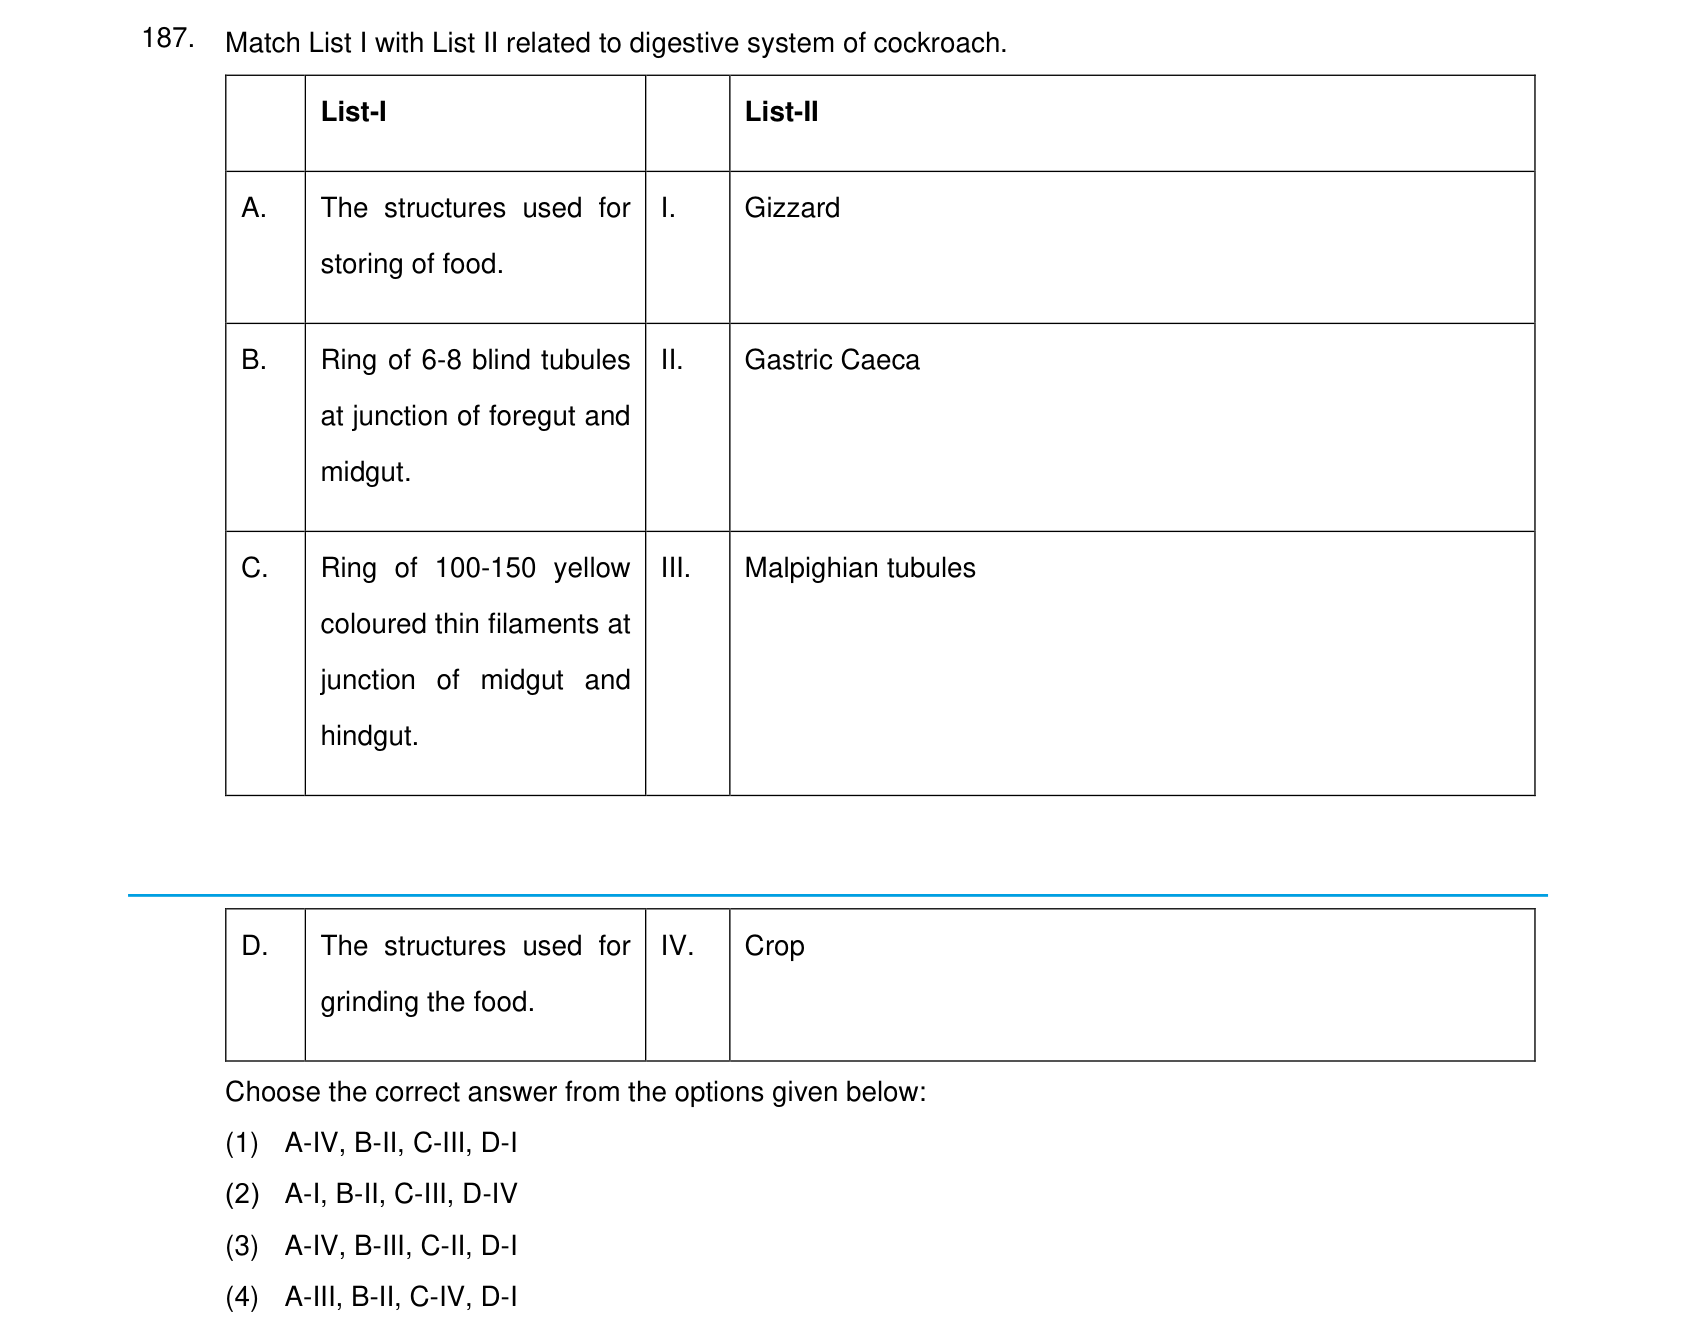 187. Match List I with List II related to digestive system of cockroach.
List-I List-II
A. The structures used for I. Gizzard
storing of food.
B. Ring of 6-8 blind tubules II. Gastric Caeca
at junction of foregut and
midgut.
C. Ring of 100-150 yellow III. Malpighian tubules
coloured thin filaments at
junction of midgut and
hindgut.
D. The structures used for IV. Crop
grinding the food.
Choose the correct answer from the options given below:
(1) A-IV, B-II, C-III, D-I
(2) A-I, B-II, C-III, D-IV
(3) A-IV, B-III, C-II, D-I
(4) A-III, B-II, C-IV, D-I